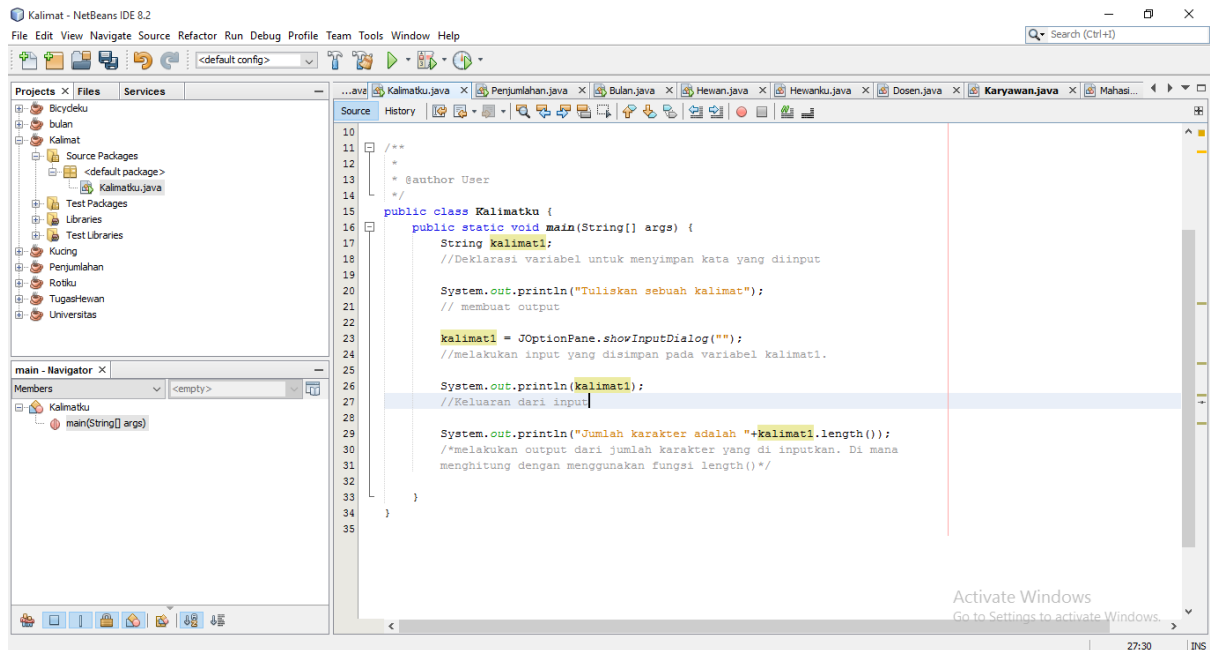 Kalimat - NetBeans IDE 8.2
File Edit View Navigate Source Refactor Run Debug Profile Team Tools Window Help
Search (Ctrl+I)
<default config>
Projects Files Services
...ava Kalimatku.java Penjumlahan.java Bulan.java Hewan.java Hewanku.java Dosen.java Karyawan.java Mahasi...
Source History
Bicycleku
bulan
Kalimat
Source Packages
<default package>
Kalimatku.java
Test Packages
Libraries
Test Libraries
Kucing
Penjumlahan
Rotiku
TugasHewan
Universitas
main - Navigator
Members <empty>
Kalimatku
main(String[] args)
10
11 /**
12 *
13 * @author User
14 */
15 public class Kalimatku {
16 public static void main(String[] args) {
17 String kalimat1;
18 //Deklarasi variabel untuk menyimpan kata yang diinput
19
20 System.out.println("Tuliskan sebuah kalimat");
21 // membuat output
22
23 kalimat1 = JOptionPane.showInputDialog("");
24 //melakukan input yang disimpan pada variabel kalimat1.
25
26 System.out.println(kalimat1);
27 //Keluaran dari input
28
29 System.out.println("Jumlah karakter adalah "+kalimat1.length());
30 /*melakukan output dari jumlah karakter yang di inputkan. Di mana
31 menghitung dengan menggunakan fungsi length()*/
32
33 }
34 }
35
Activate Windows
Go to Settings to activate Windows.
27:30 INS